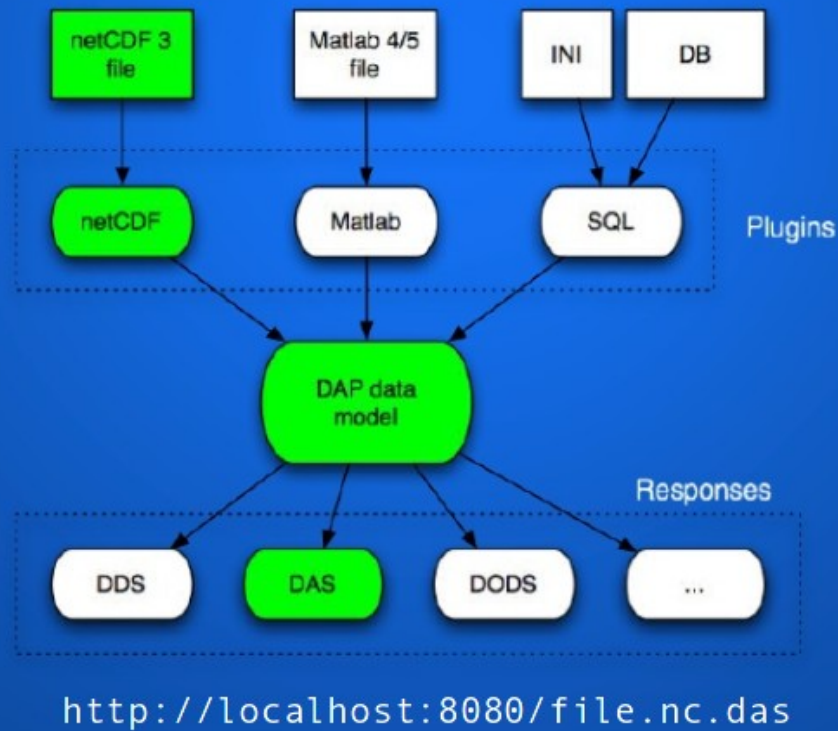 netCDF 3
file
Matlab 4/5
file
INI
DB
netCDF
Matlab
SQL
Plugins
DAP data
model
Responses
DDS
DAS
DODS
...
http://localhost:8080/file.nc.das